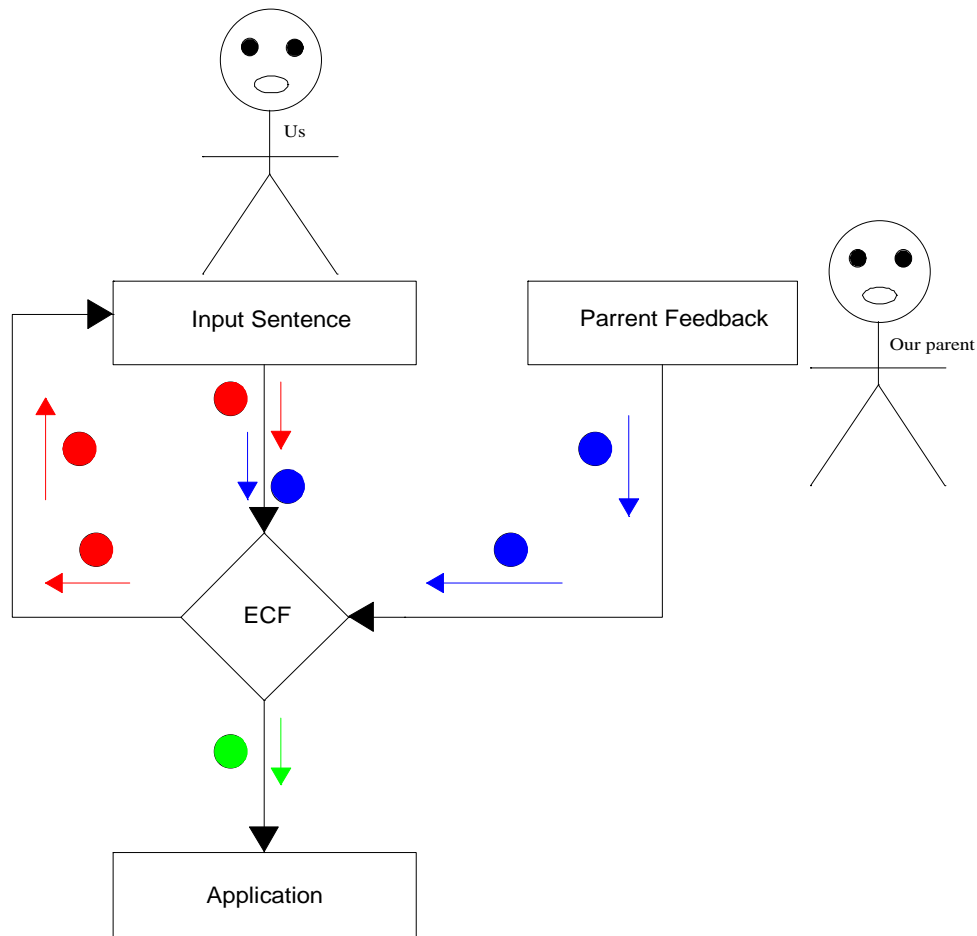 Us
Input Sentence
Parrent Feedback
Our parent
ECF
Application